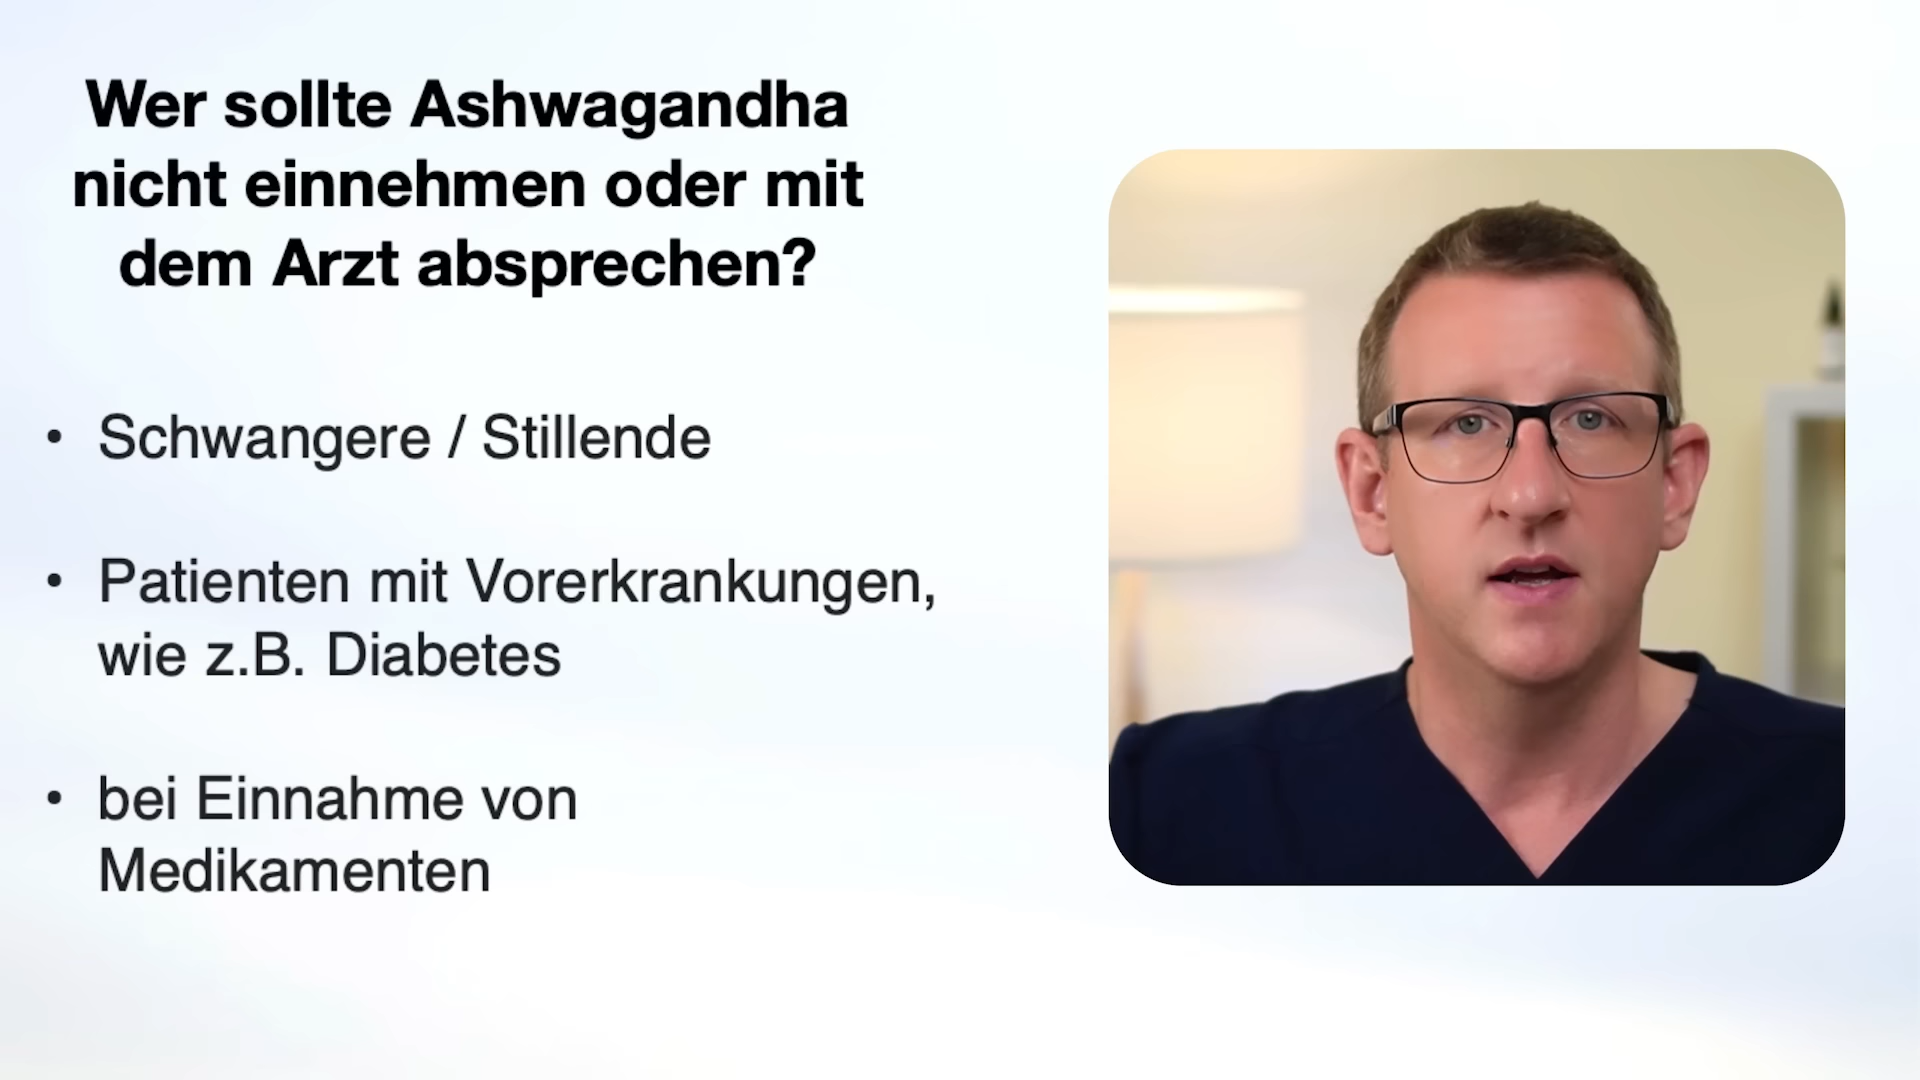 Wer sollte Ashwagandha
nicht einnehmen oder mit
dem Arzt absprechen?
• Schwangere / Stillende
• Patienten mit Vorerkrankungen,
wie z.B. Diabetes
• bei Einnahme von
Medikamenten